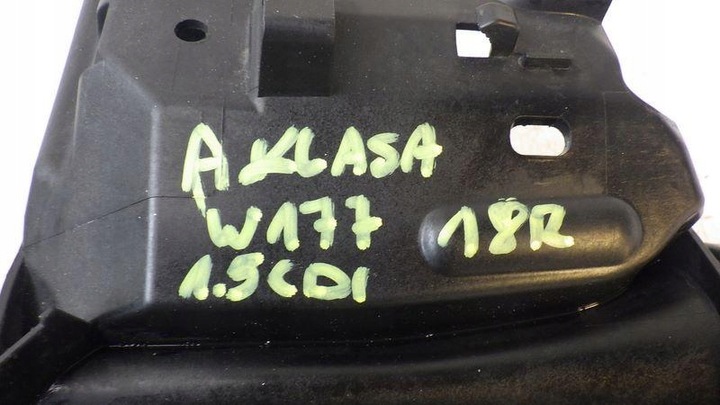 A KLASA
W177 18R
1.5CDI